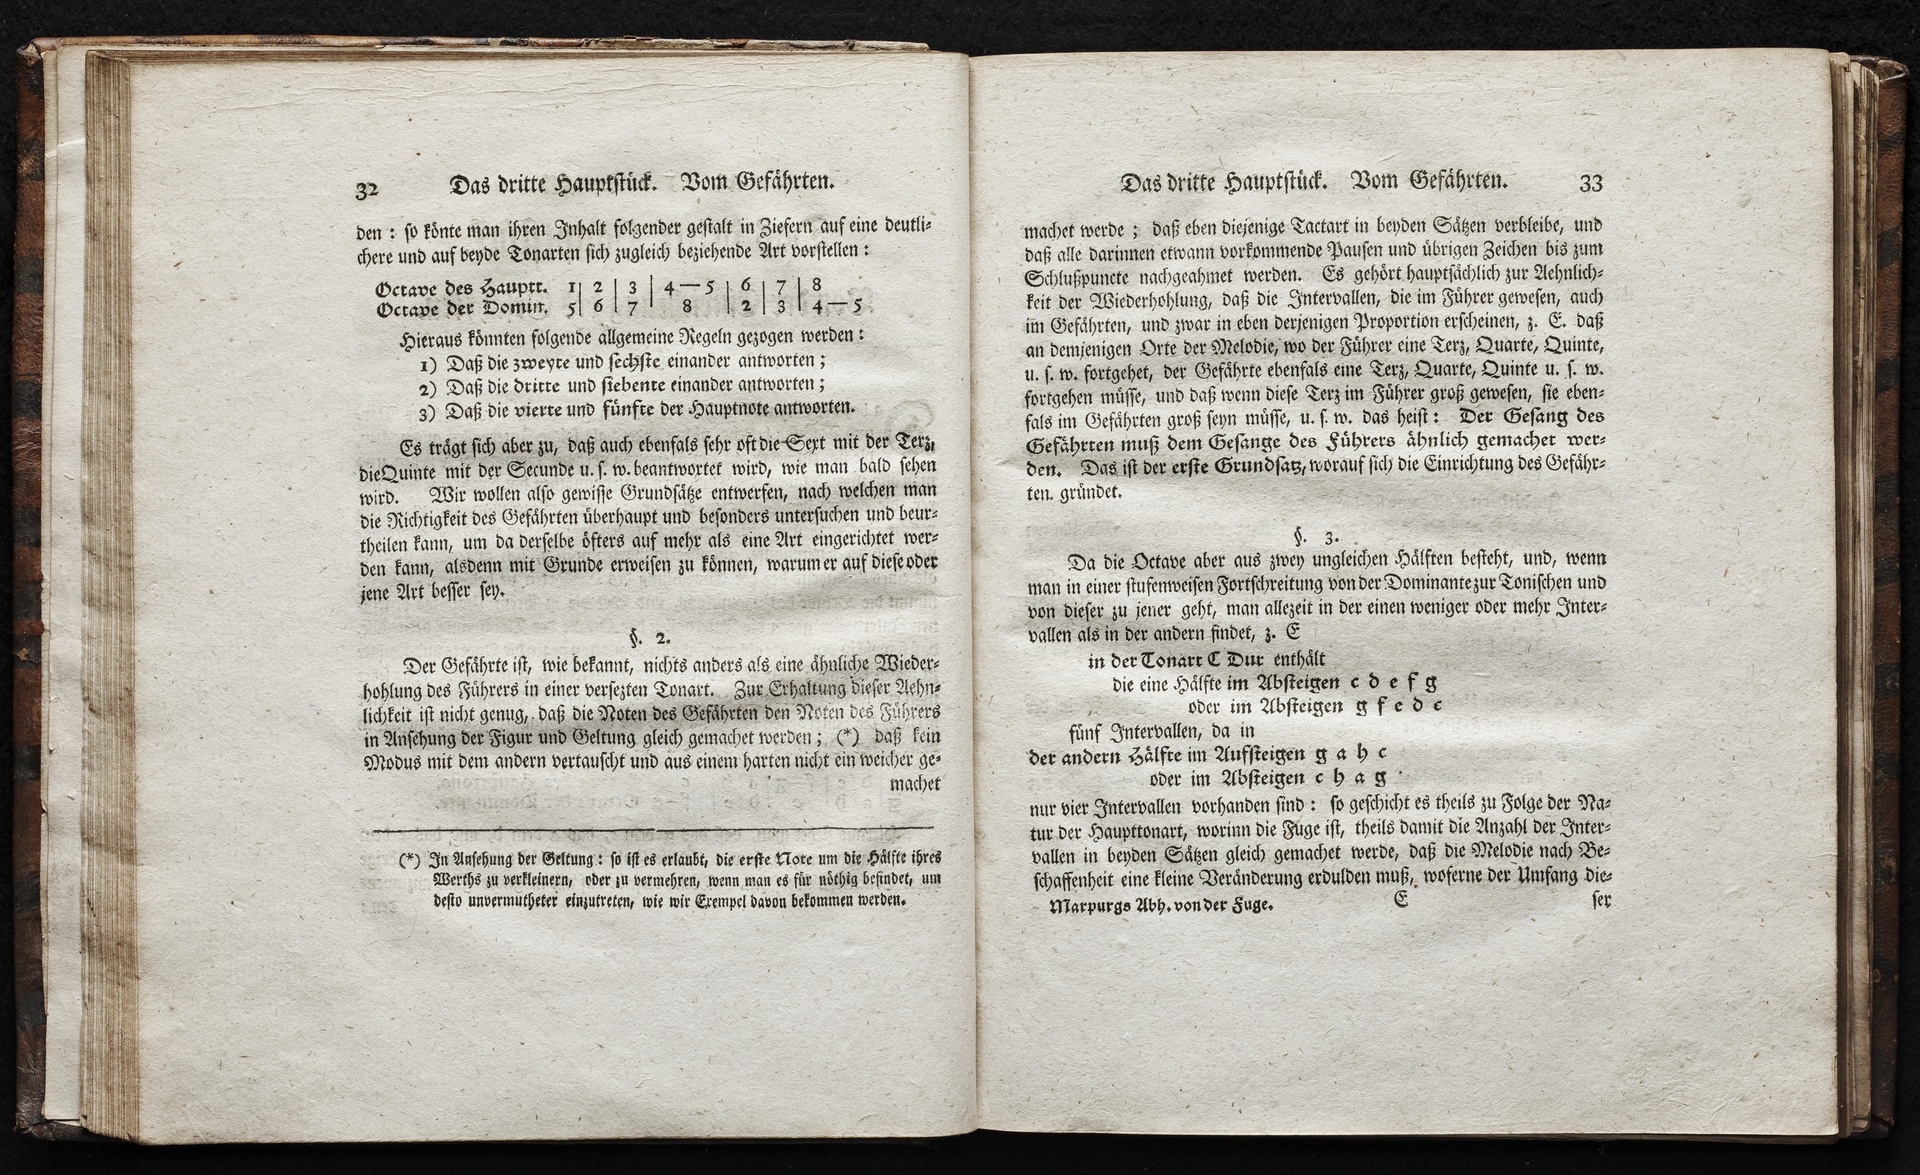 32 Das dritte Hauptstück. Vom Gefährten.
den : so könte man ihren Inhalt folgender gestalt in Ziefern auf eine deutli-
chere und auf beyde Tonarten sich zugleich beziehende Art vorstellen :
Octave des Hauptt. 1| 2 | 3 | 4—5 | 6 | 7 | 8
Octave der Domin. 5| 6 | 7 | 8 | 2 | 3 | 4—5
Hieraus könnten folgende allgemeine Regeln gezogen werden :
1) Daß die zweyte und sechste einander antworten ;
2) Daß die dritte und siebente einander antworten ;
3) Daß die vierte und fünfte der Hauptnote antworten.
Es trägt sich aber zu, daß auch ebenfals sehr oft die Sext mit der Terz,
die Quinte mit der Secunde u. s. w. beantwortet wird, wie man bald sehen
wird. Wir wollen also gewisse Grundsätze entwerfen, nach welchen man
die Richtigkeit des Gefährten überhaupt und besonders untersuchen und beur-
theilen kann, um da derselbe öfters auf mehr als eine Art eingerichtet wer-
den kann, alsdenn mit Grunde erweisen zu können, warum er auf diese oder
jene Art besser sey.
§. 2.
Der Gefährte ist, wie bekannt, nichts anders als eine ähnliche Wieder-
hohlung des Führers in einer versezten Tonart. Zur Erhaltung dieser Aehn-
lichkeit ist nicht genug, daß die Noten des Gefährten den Noten des Führers
in Ansehung der Figur und Geltung gleich gemachet werden ; (*) daß kein
Modus mit dem andern vertauscht und aus einem harten nicht ein weicher ge-
machet
(*) In Ansehung der Geltung : so ist es erlaubt, die erste Note um die Hälfte ihres
Werths zu verkleinern, oder zu vermehren, wenn man es für nöthig befindet, um
desto unvermutheter einzutreten, wie wir Exempel davon bekommen werden.
Das dritte Hauptstück. Vom Gefährten. 33
machet werde ; daß eben diejenige Tactart in beyden Sätzen verbleibe, und
daß alle darinnen etwann vorkommende Pausen und übrigen Zeichen bis zum
Schlußpuncte nachgeahmet werden. Es gehört hauptsächlich zur Aehnlich-
keit der Wiederhohlung, daß die Intervallen, die im Führer gewesen, auch
im Gefährten, und zwar in eben derjenigen Proportion erscheinen, z. E. daß
an demjenigen Orte der Melodie, wo der Führer eine Terz, Quarte, Quinte,
u. s. w. fortgehet, der Gefährte ebenfals eine Terz, Quarte, Quinte u. s. w.
fortgehen müsse, und daß wenn diese Terz im Führer groß gewesen, sie eben-
fals im Gefährten groß seyn müsse, u. s. w. das heist : Der Gesang des
Gefährten muß dem Gesange des Führers ähnlich gemachet wer-
den. Das ist der erste Grundsatz, worauf sich die Einrichtung des Gefähr-
ten gründet.
§. 3.
Da die Octave aber aus zwey ungleichen Hälften besteht, und, wenn
man in einer stufenweisen Fortschreitung von der Dominante zur Tonischen und
von dieser zu jener geht, man allezeit in der einen weniger oder mehr Inter-
vallen als in der andern findet, z. E
in der Tonart C Dur enthält
die eine Hälfte im Absteigen c d e f g
oder im Absteigen g f e d c
fünf Intervallen, da in
der andern Hälfte im Aufsteigen g a h c
oder im Absteigen c h a g
nur vier Intervallen vorhanden sind : so geschicht es theils zu Folge der Na-
tur der Haupttonart, worinn die Fuge ist, theils damit die Anzahl der Inter-
vallen in beyden Sätzen gleich gemachet werde, daß die Melodie nach Be-
schaffenheit eine kleine Veränderung erdulden muß, woferne der Umfang die-
Marpurgs Abh. von der Fuge. E ser